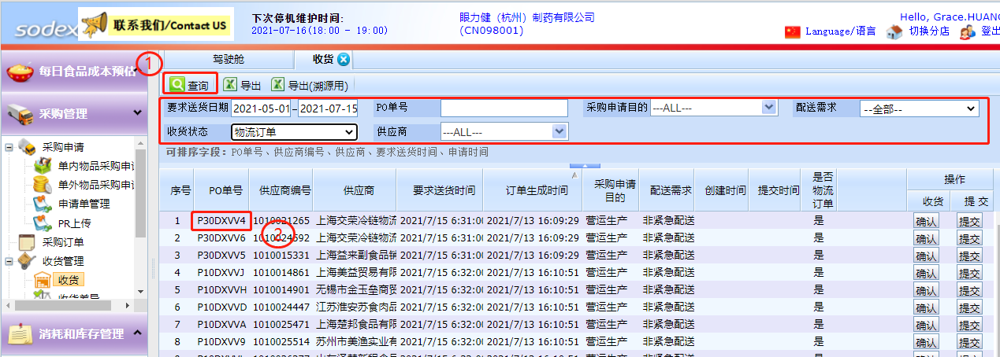 sodex
联系我们/Contact US
下次停机维护时间:
2021-07-16(18:00 - 19:00)
眼力健（杭州）制药有限公司
(CN098001)
Hello, Grace.HUANG
Language/语言 切换分店 登出
每日食品成本预估
采购管理
采购申请
单内物品采购申请
单外物品采购申请
申请单管理
PR上传
采购订单
收货管理
收货
收货差异
消耗和库存管理
1
驾驶舱 收货
查询 导出 导出(溯源用)
要求送货日期 2021-05-01 – 2021-07-15 PO单号 采购申请目的 ---ALL--- 配送需求 --全部--
收货状态 物流订单 供应商 ---ALL---
可排序字段：PO单号、供应商编号、供应商、要求送货时间、申请时间
序号 PO单号 供应商编号 供应商 要求送货时间 订单生成时间 采购申请目的 配送需求 创建时间 提交时间 是否物流订单 操作
收货 提交
1 P30DXVV4 1010021265 上海交荣冷链物流 2021/7/15 6:31:00 2021/7/13 16:09:29 营运生产 非紧急配送 是 确认 提交
2
2 P30DXVV6 1010024692 上海交荣冷链物流 2021/7/15 6:31:00 2021/7/13 16:09:29 营运生产 非紧急配送 是 确认 提交
3 P30DXVV5 1010015331 上海益来副食品销 2021/7/15 6:31:00 2021/7/13 16:09:29 营运生产 非紧急配送 是 确认 提交
4 P10DXVVJ 1010014861 上海美益贸易有限 2021/7/15 6:32:00 2021/7/13 16:10:51 营运生产 非紧急配送 是 确认 提交
5 P10DXVVH 1010014901 无锡市金玉垒商贸 2021/7/15 6:32:00 2021/7/13 16:10:51 营运生产 非紧急配送 是 确认 提交
6 P10DXVVD 1010024447 江苏淮安苏食肉品 2021/7/15 6:32:00 2021/7/13 16:10:51 营运生产 非紧急配送 是 确认 提交
7 P10DXVVA 1010025471 上海楚邦食品有限 2021/7/15 6:32:00 2021/7/13 16:10:51 营运生产 非紧急配送 是 确认 提交
8 P10DXVV9 1010025514 苏州市美渔实业有 2021/7/15 6:32:00 2021/7/13 16:10:51 营运生产 非紧急配送 是 确认 提交